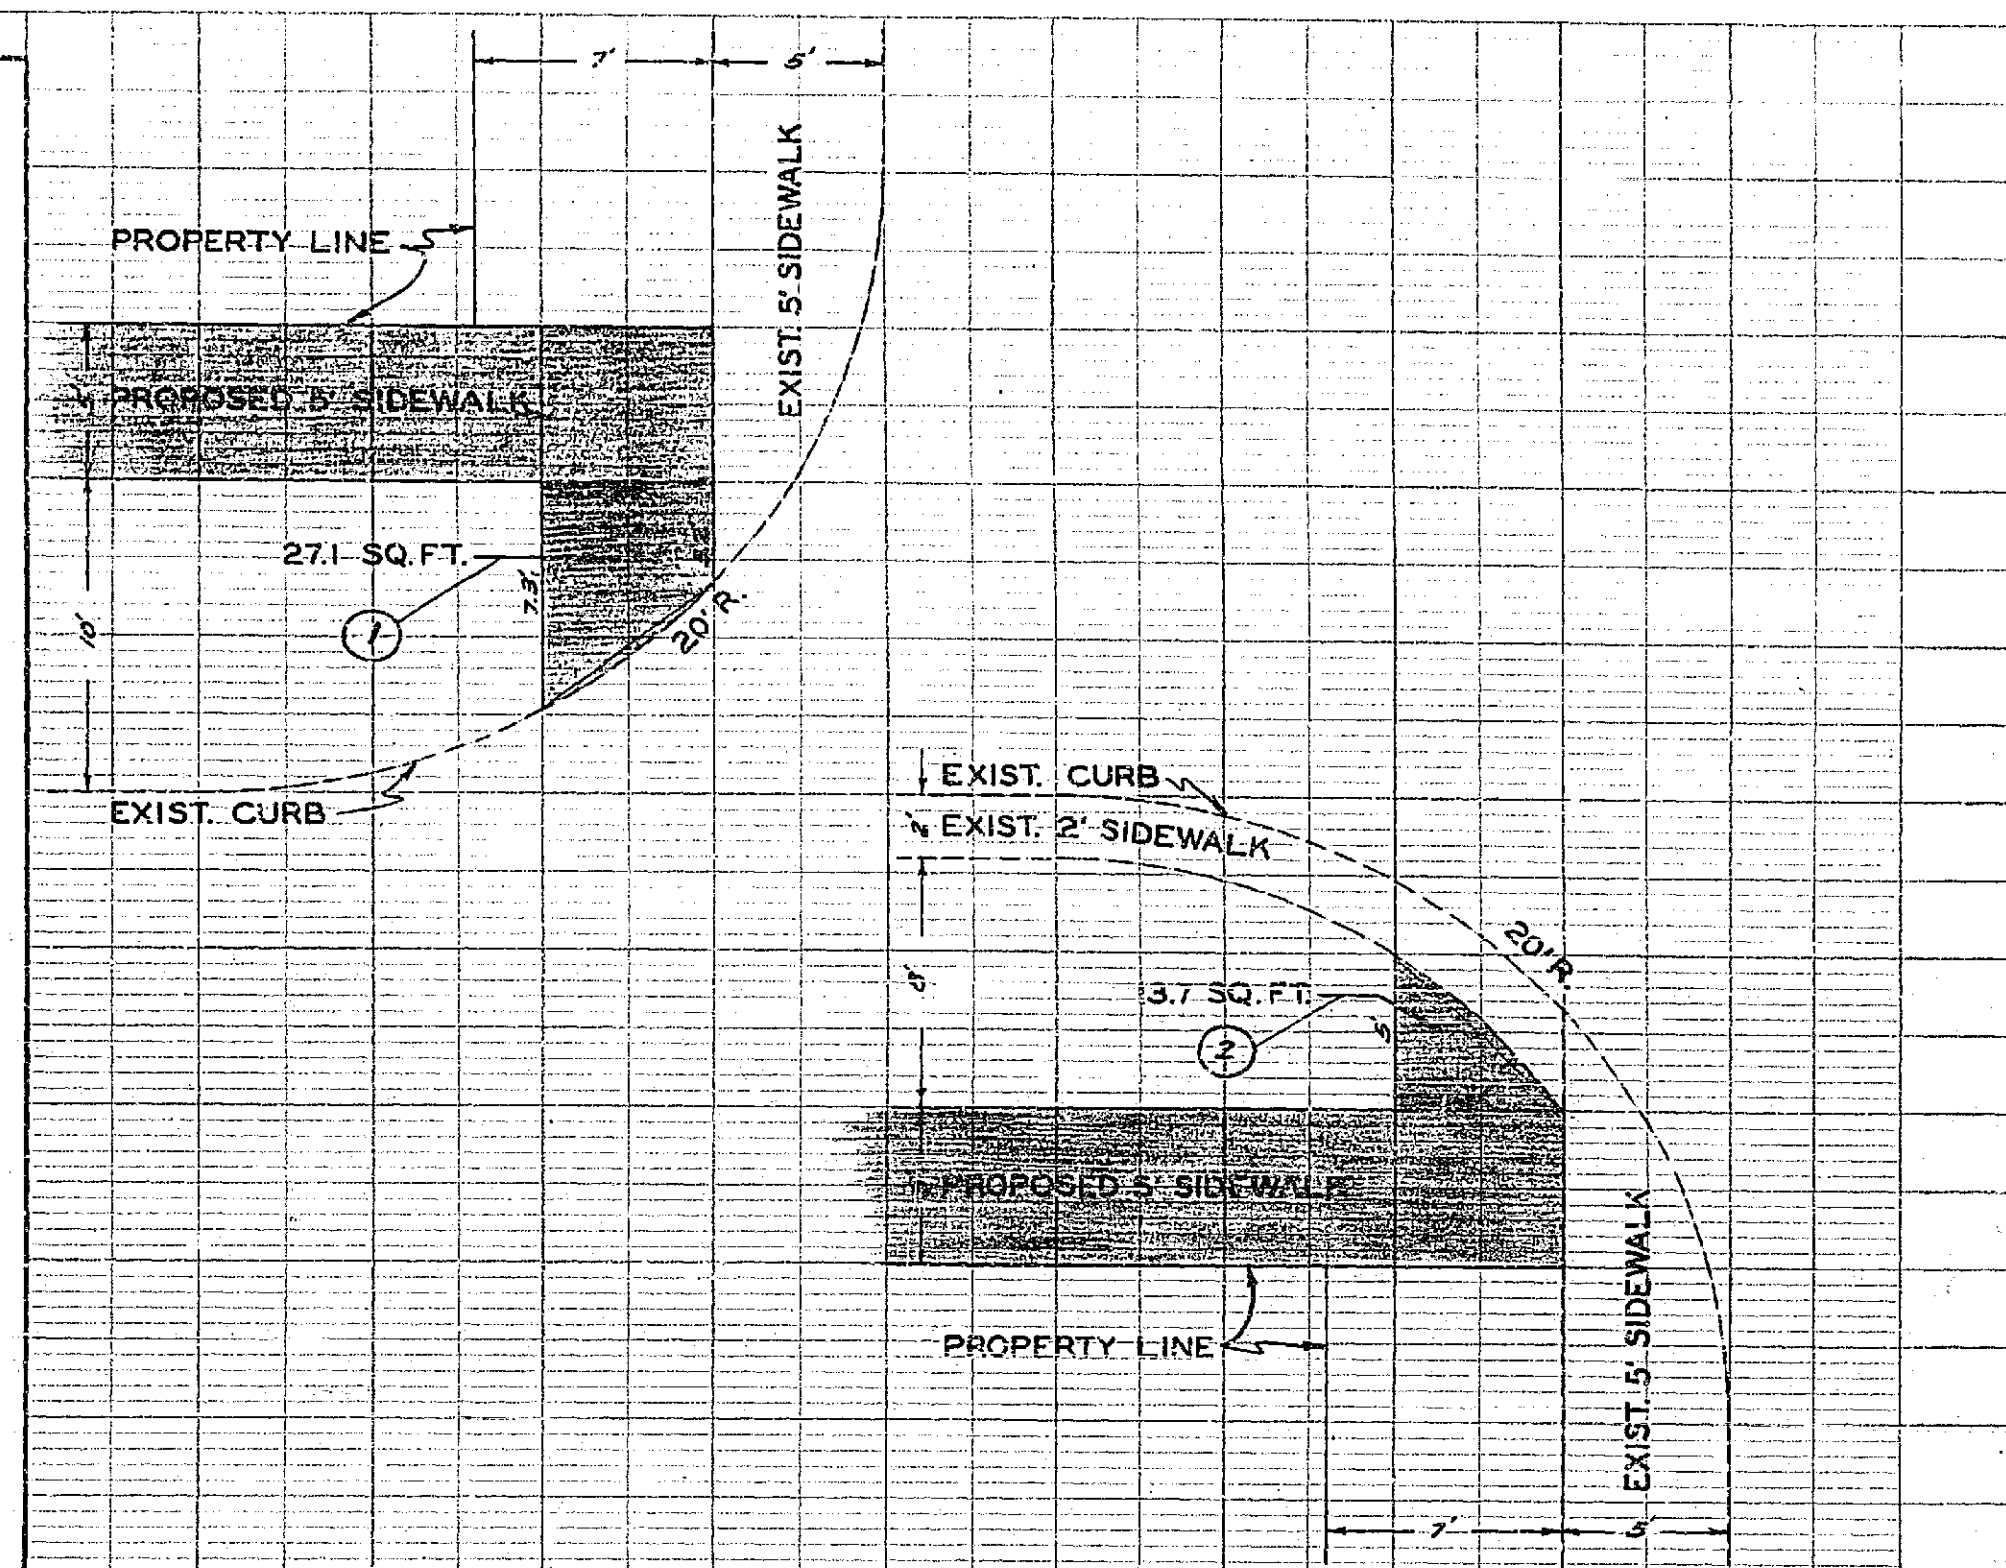 7' 5'
EXIST. 5' SIDEWALK
PROPERTY LINE
5' PROPOSED 5' SIDEWALK
27.1 SQ. FT.
7.3'
1
10'
20' R.
EXIST. CURB
EXIST. CURB
2' EXIST. 2' SIDEWALK
20' R.
8'
3.7 SQ. FT.
5'
2
PROPOSED 5' SIDEWALK
EXIST. 5' SIDEWALK
PROPERTY LINE
7' 5'